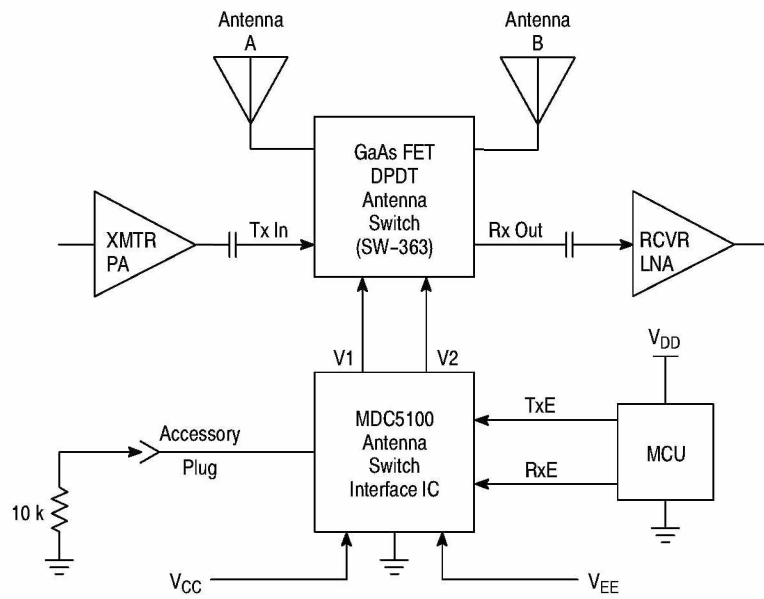 Antenna
A
Antenna
B
GaAs FET
DPDT
Antenna
Switch
(SW–363)
XMTR
PA
Tx In
Rx Out
RCVR
LNA
V1
V2
VDD
MDC5100
Antenna
Switch
Interface IC
TxE
RxE
MCU
Accessory
Plug
10 k
VCC
VEE